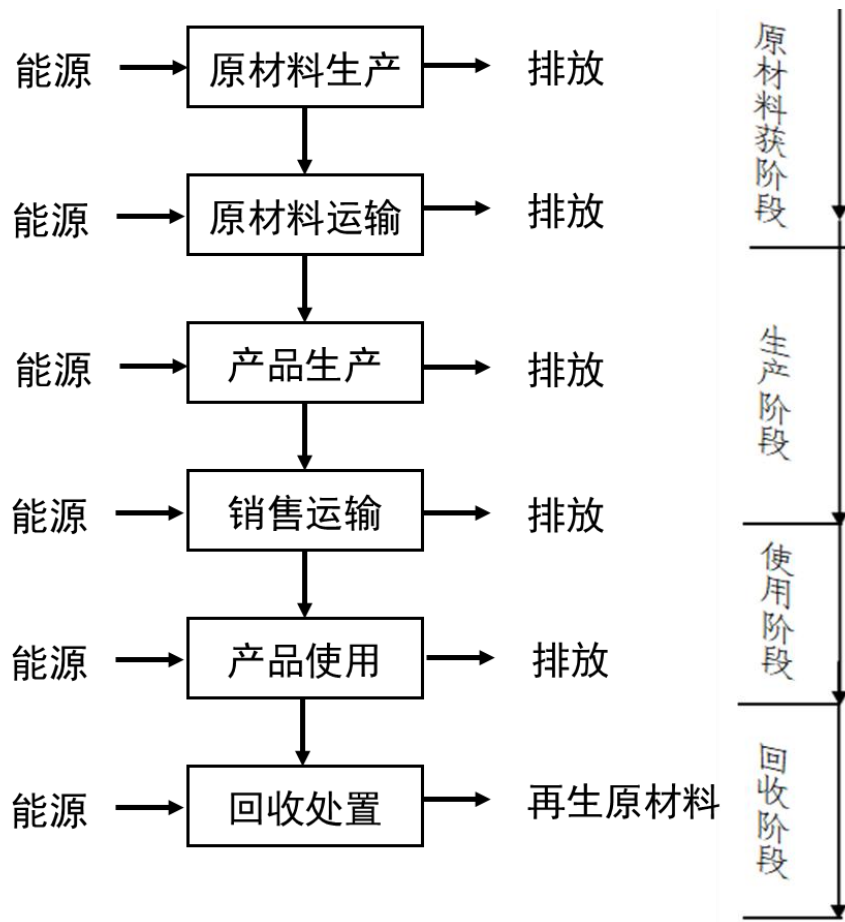 能源 原材料生产 排放
能源 原材料运输 排放
能源 产品生产 排放
能源 销售运输 排放
能源 产品使用 排放
能源 回收处置 再生原材料
原材料获阶段
生产阶段
使用阶段
回收阶段